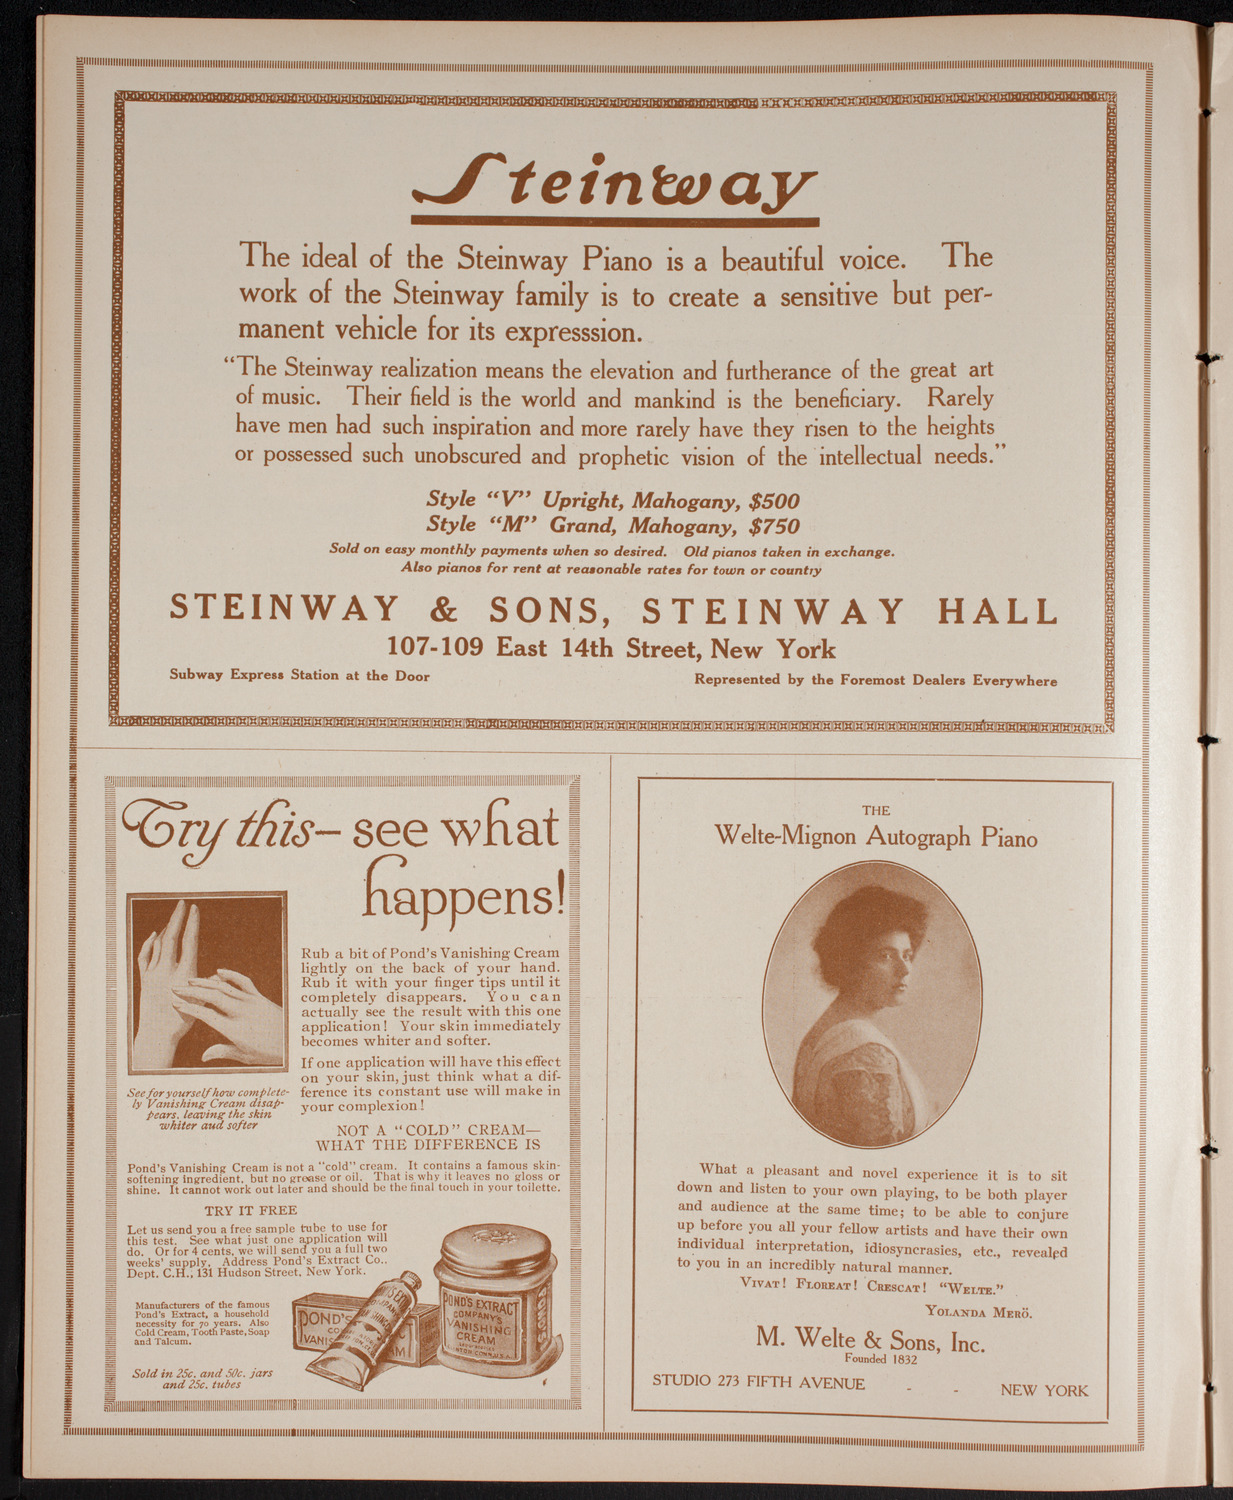 Steinway
The ideal of the Steinway Piano is a beautiful voice. The
work of the Steinway family is to create a sensitive but per-
manent vehicle for its expresssion.
"The Steinway realization means the elevation and furtherance of the great art
of music. Their field is the world and mankind is the beneficiary. Rarely
have men had such inspiration and more rarely have they risen to the heights
or possessed such unobscured and prophetic vision of the intellectual needs."
Style "V" Upright, Mahogany, $500
Style "M" Grand, Mahogany, $750
Sold on easy monthly payments when so desired. Old pianos taken in exchange.
Also pianos for rent at reasonable rates for town or country
STEINWAY & SONS, STEINWAY HALL
107-109 East 14th Street, New York
Subway Express Station at the Door
Represented by the Foremost Dealers Everywhere
Try this—see what
happens!
Rub a bit of Pond's Vanishing Cream
lightly on the back of your hand.
Rub it with your finger tips until it
completely disappears. You can
actually see the result with this one
application! Your skin immediately
becomes whiter and softer.
If one application will have this effect
on your skin, just think what a dif-
ference its constant use will make in
your complexion!
See for yourself how complete-
ly Vanishing Cream disap-
pears, leaving the skin
whiter and softer
NOT A "COLD" CREAM—
WHAT THE DIFFERENCE IS
Pond's Vanishing Cream is not a "cold" cream. It contains a famous skin-
softening ingredient, but no grease or oil. That is why it leaves no gloss or
shine. It cannot work out later and should be the final touch in your toilette.
TRY IT FREE
Let us send you a free sample tube to use for
this test. See what just one application will
do. Or for 4 cents, we will send you a full two
weeks' supply. Address Pond's Extract Co.,
Dept. C.H., 131 Hudson Street, New York.
Manufacturers of the famous
Pond's Extract, a household
necessity for 70 years. Also
Cold Cream, Tooth Paste, Soap
and Talcum.
Sold in 25c. and 50c. jars
and 25c. tubes
POND'S
VANIS
POND'S EXTRACT
COMPANY'S
VANISHING
CREAM
THE
Welte-Mignon Autograph Piano
What a pleasant and novel experience it is to sit
down and listen to your own playing, to be both player
and audience at the same time; to be able to conjure
up before you all your fellow artists and have their own
individual interpretation, idiosyncrasies, etc., revealed
to you in an incredibly natural manner.
VIVAT! FLOREAT! CRESCAT! "WELTE."
YOLANDA MERÖ.
M. Welte & Sons, Inc.
Founded 1832
STUDIO 273 FIFTH AVENUE - - NEW YORK